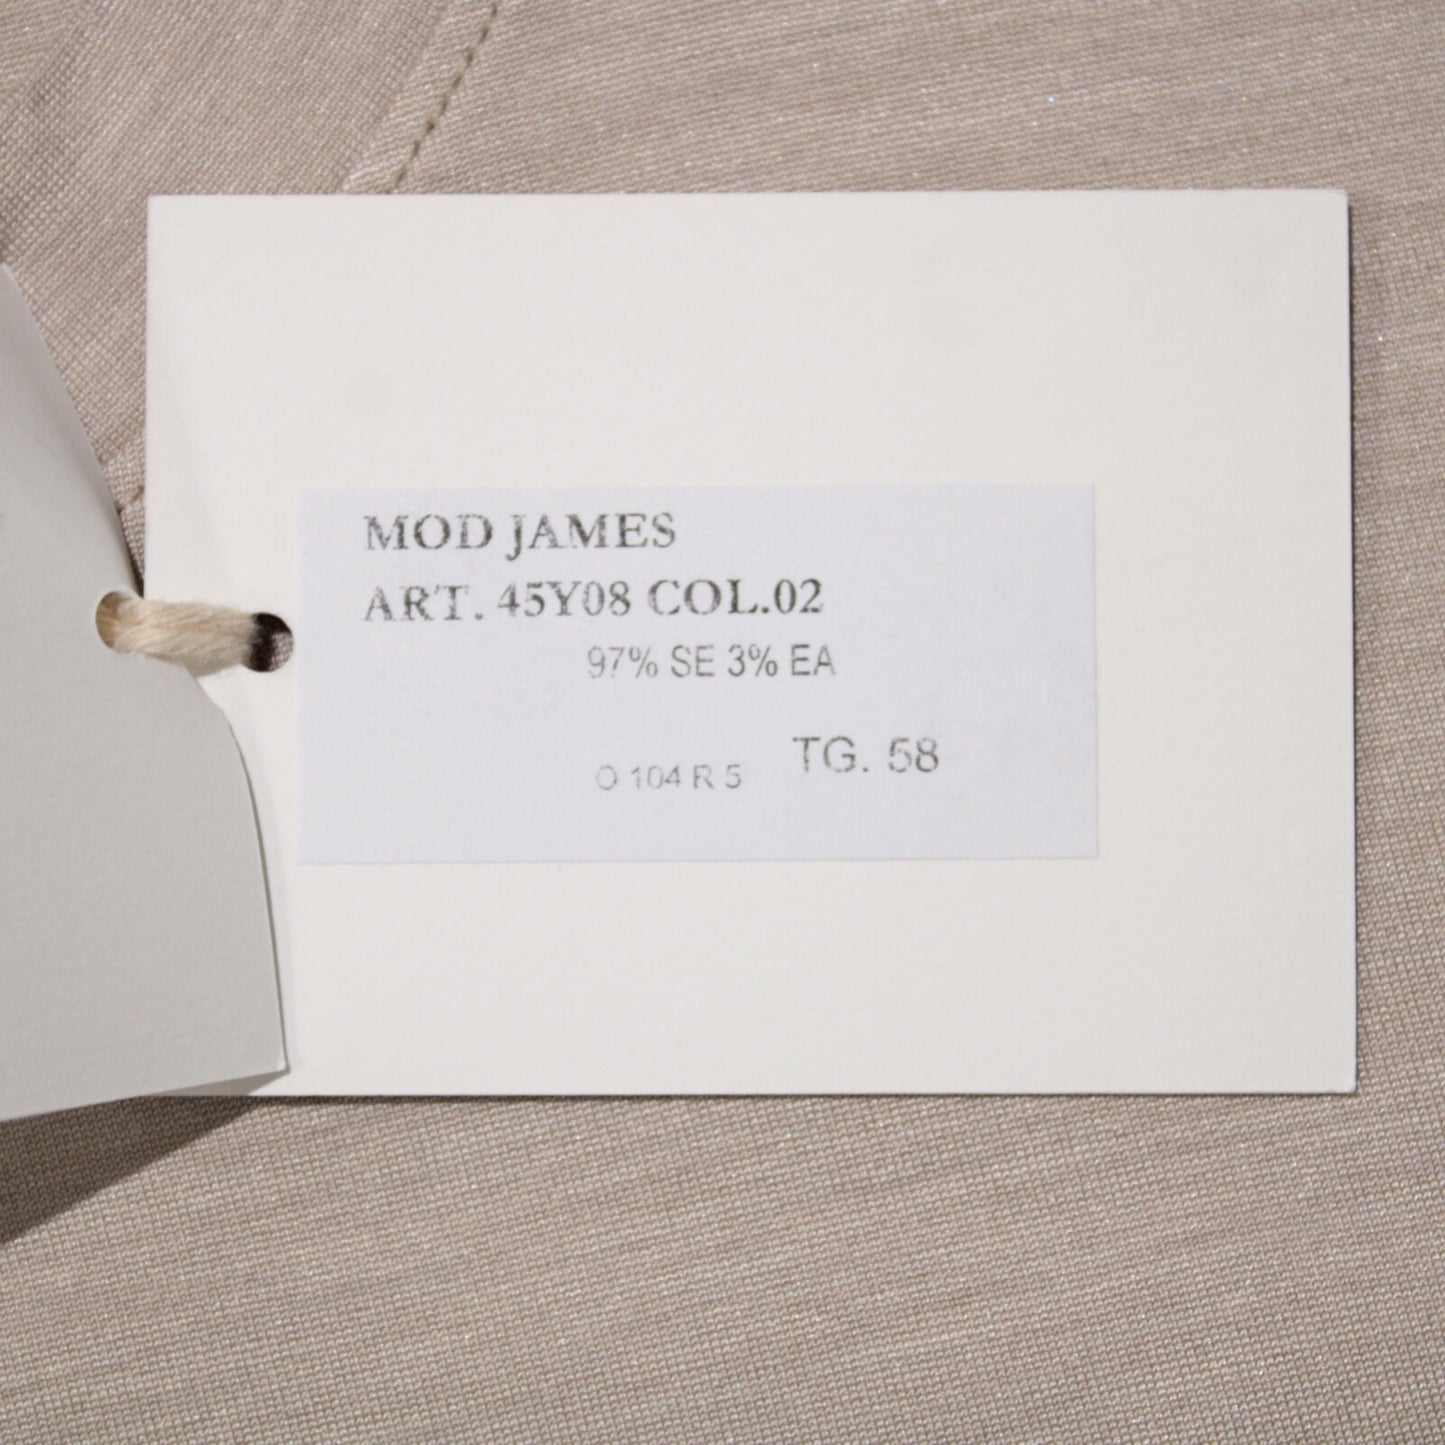 MOD JAMES
ART. 45Y08 COL.02
97% SE 3% EA
O 104 R 5 TG. 58